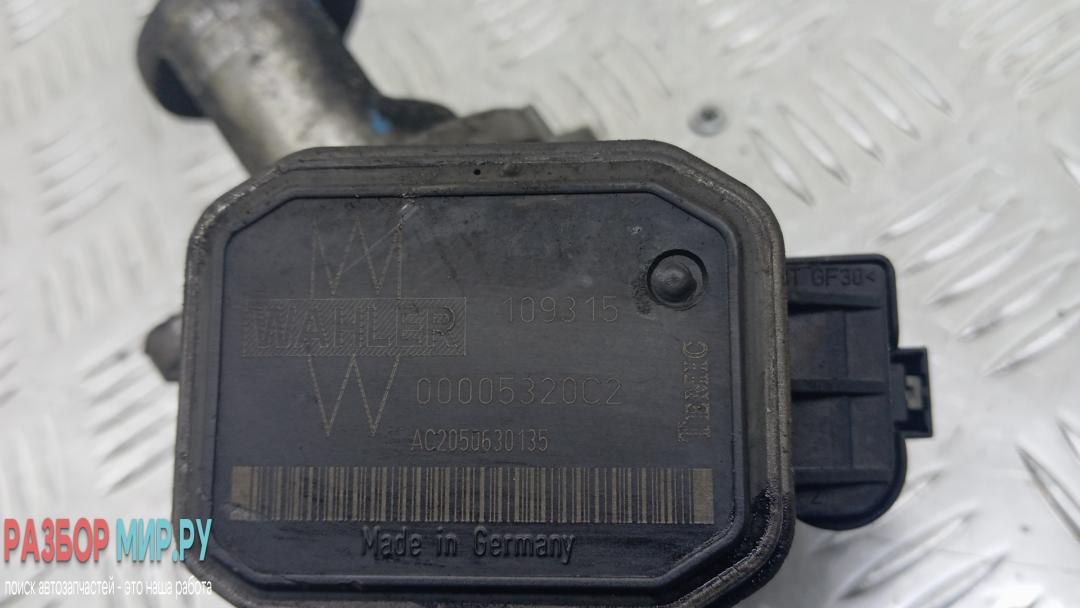 WAHLER
109315
00005320C2
AC2050630135
TEMIC
Made in Germany
GF30<
РАЗБОР МИР.РУ
поиск автозапчастей - это наша работа